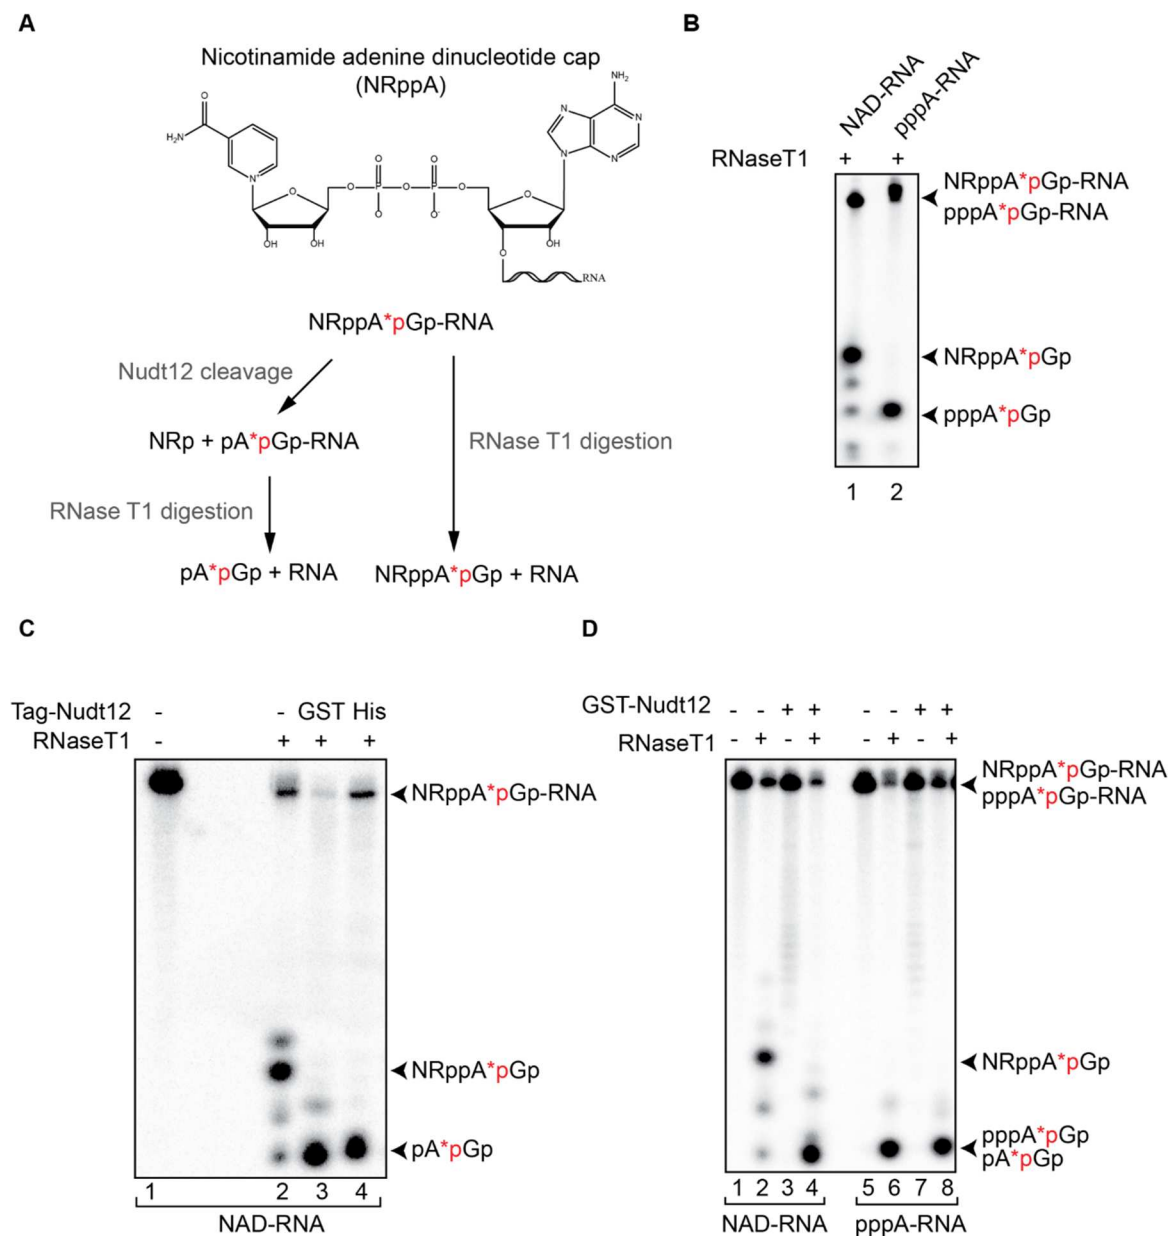 A
Nicotinamide adenine dinucleotide cap
(NRppA)
NH₂
N
N
N
N
O
H₂N
N⁺
O
O
O
P
O
P
O
O
O
O⁻
OH
OH
O
OH
RNA
NRppA*pGp-RNA
Nudt12 cleavage
NRp + pA*pGp-RNA
RNase T1 digestion
RNase T1 digestion
pA*pGp + RNA
NRppA*pGp + RNA
B
NAD-RNA
pppA-RNA
RNaseT1 + +
NRppA*pGp-RNA
pppA*pGp-RNA
NRppA*pGp
pppA*pGp
1 2
C
Tag-Nudt12 - - GST His
RNaseT1 - + + +
NRppA*pGp-RNA
NRppA*pGp
pA*pGp
1 2 3 4
NAD-RNA
D
GST-Nudt12 - - + + - - + +
RNaseT1 - + - + - + - +
NRppA*pGp-RNA
pppA*pGp-RNA
NRppA*pGp
pppA*pGp
pA*pGp
1 2 3 4 5 6 7 8
NAD-RNA pppA-RNA